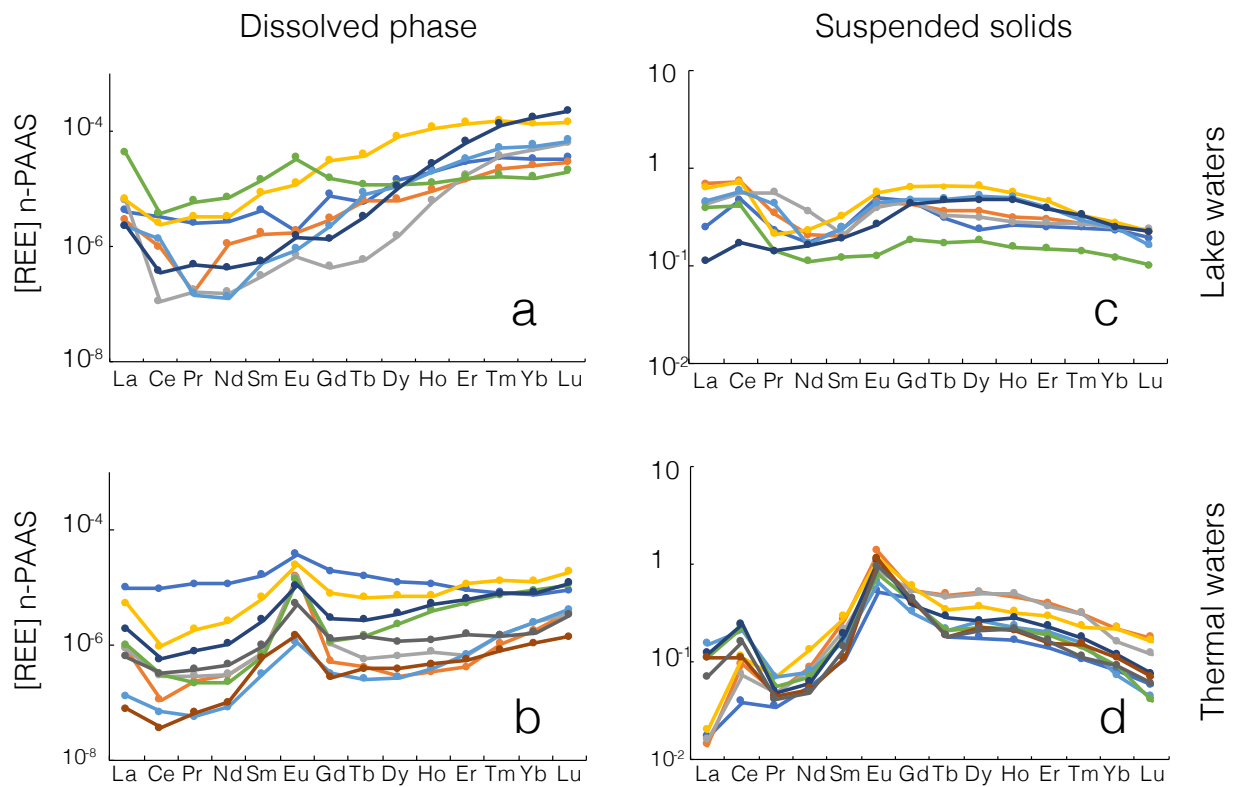 Dissolved phase
Suspended solids
[REE] n-PAAS
10⁻⁴
10⁻⁶
10⁻⁸
a
La Ce Pr Nd Sm Eu Gd Tb Dy Ho Er Tm Yb Lu
10
1
10⁻¹
10⁻²
c
La Ce Pr Nd Sm Eu Gd Tb Dy Ho Er Tm Yb Lu
Lake waters
[REE] n-PAAS
10⁻⁴
10⁻⁶
10⁻⁸
b
La Ce Pr Nd Sm Eu Gd Tb Dy Ho Er Tm Yb Lu
10
1
10⁻¹
10⁻²
d
La Ce Pr Nd Sm Eu Gd Tb Dy Ho Er Tm Yb Lu
Thermal waters